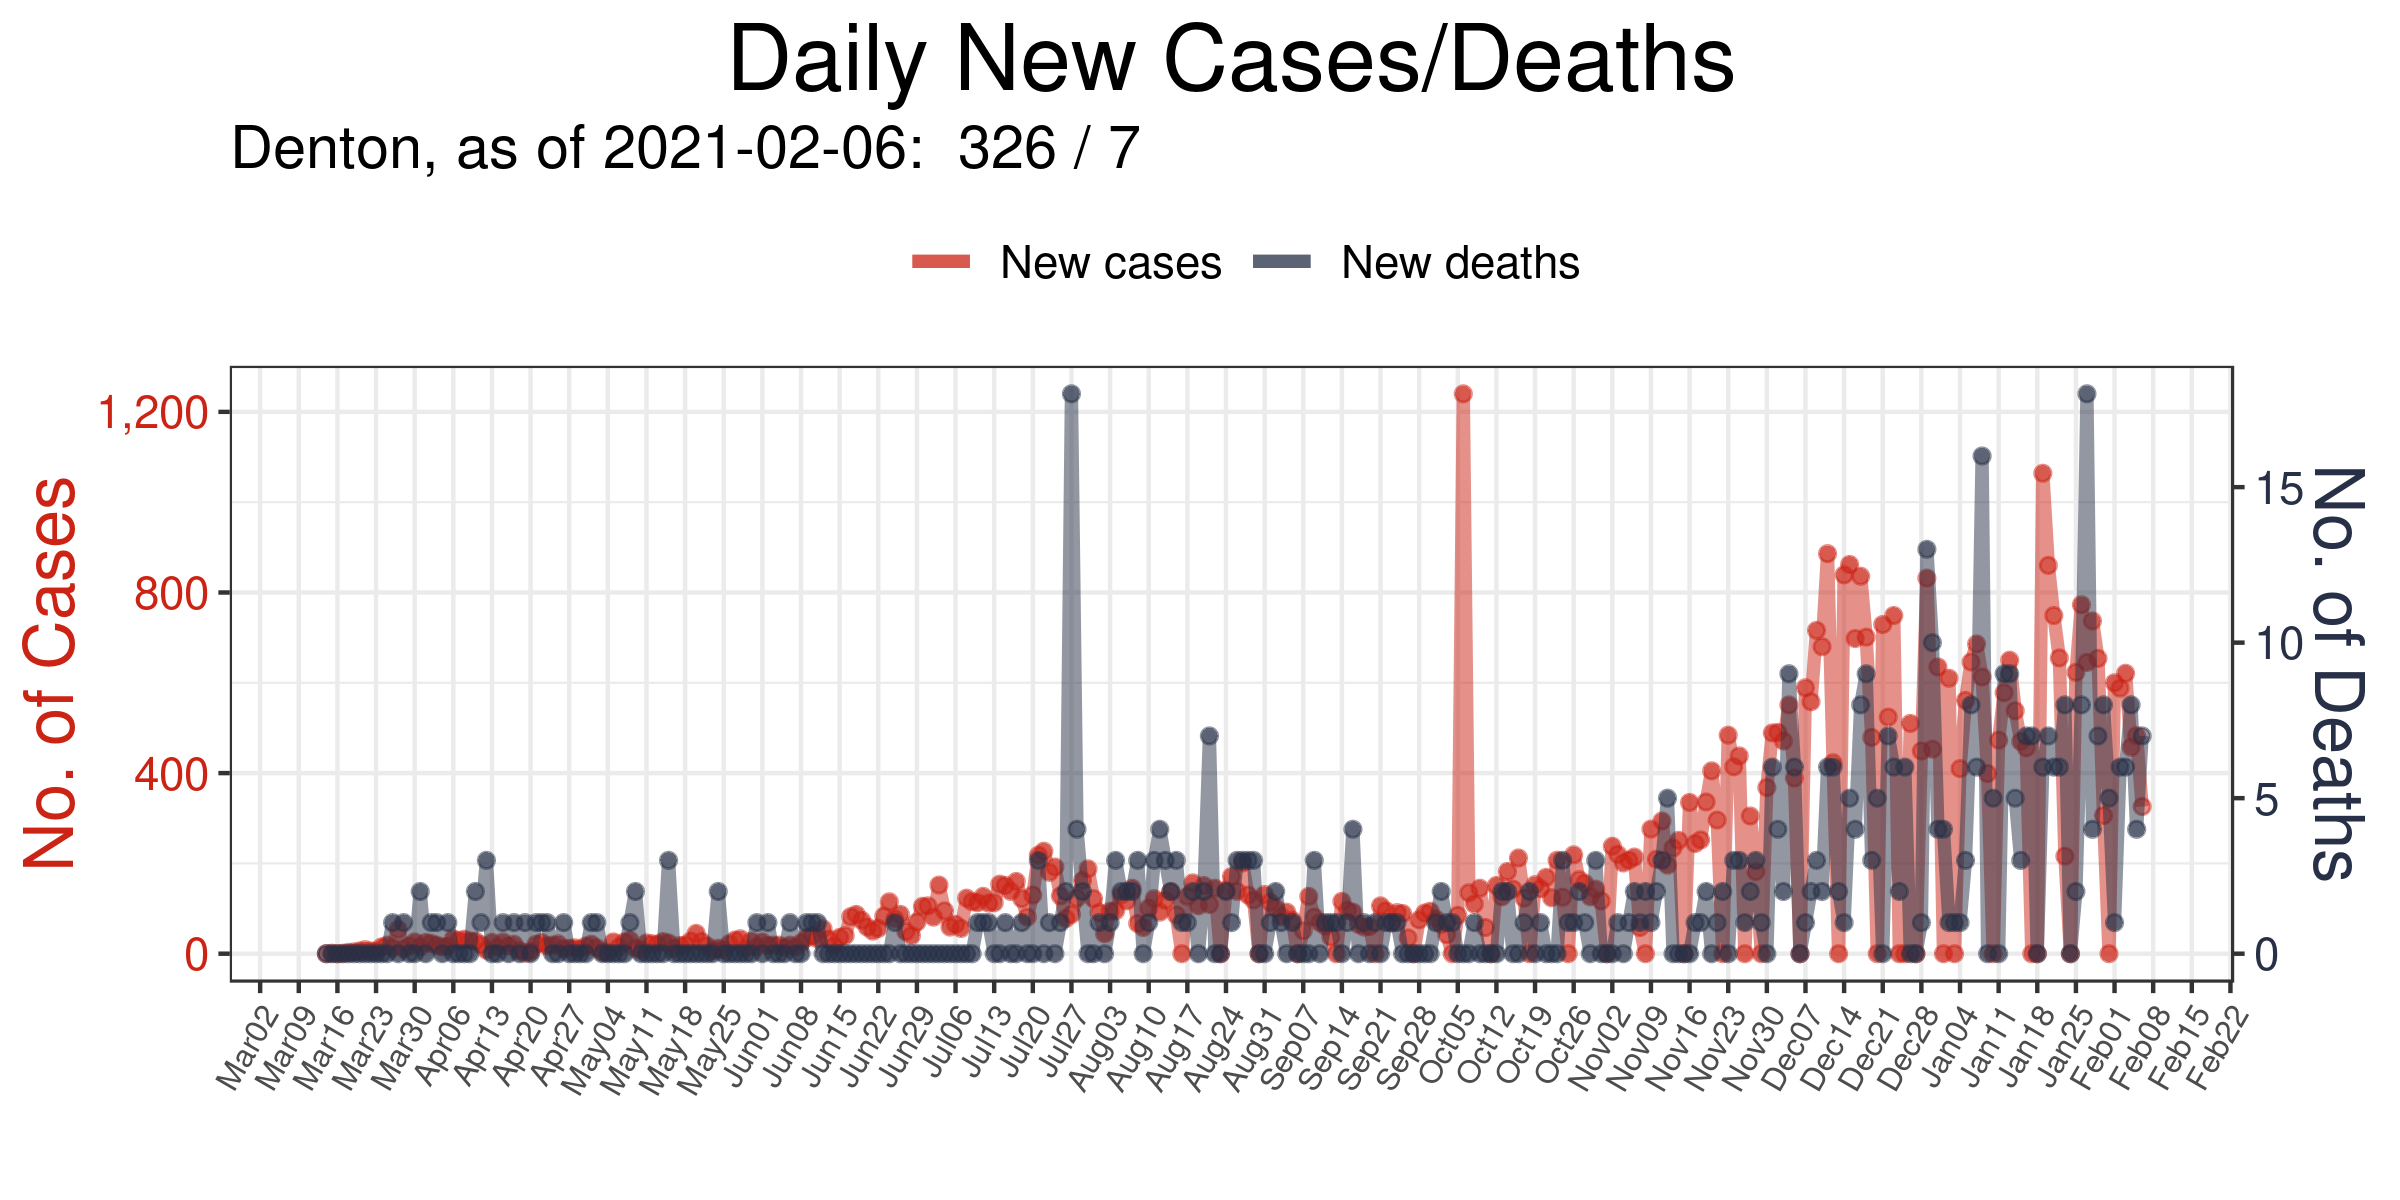 Daily New Cases/Deaths
Denton, as of 2021-02-06: 326 / 7
New cases
New deaths
No. of Cases
1,200
800
400
0
15
10
5
0
No. of Deaths
Mar02
Mar09
Mar16
Mar23
Mar30
Apr06
Apr13
Apr20
Apr27
May04
May11
May18
May25
Jun01
Jun08
Jun15
Jun22
Jun29
Jul06
Jul13
Jul20
Jul27
Aug03
Aug10
Aug17
Aug24
Aug31
Sep07
Sep14
Sep21
Sep28
Oct05
Oct12
Oct19
Oct26
Nov02
Nov09
Nov16
Nov23
Nov30
Dec07
Dec14
Dec21
Dec28
Jan04
Jan11
Jan18
Jan25
Feb01
Feb08
Feb15
Feb22